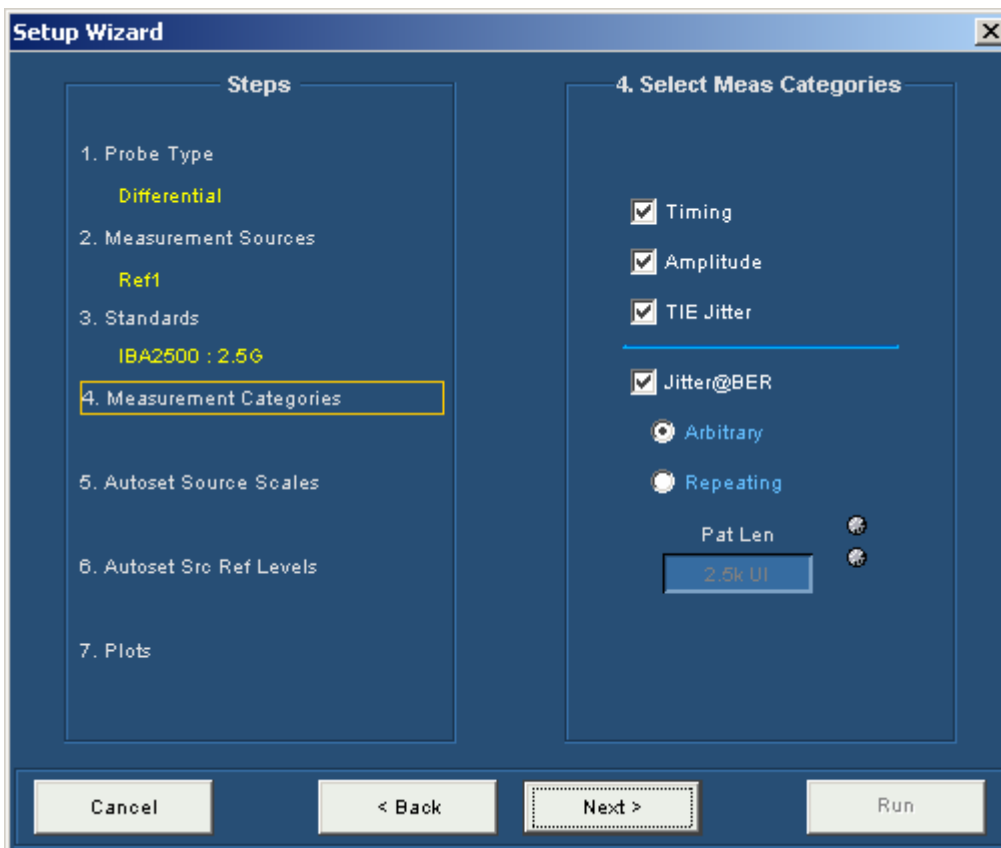 Setup Wizard
Steps
1. Probe Type
Differential
2. Measurement Sources
Ref1
3. Standards
IBA2500 : 2.5G
4. Measurement Categories
5. Autoset Source Scales
6. Autoset Src Ref Levels
7. Plots
4. Select Meas Categories
Timing
Amplitude
TIE Jitter
Jitter@BER
Arbitrary
Repeating
Pat Len
2.5k UI
Cancel
< Back
Next >
Run